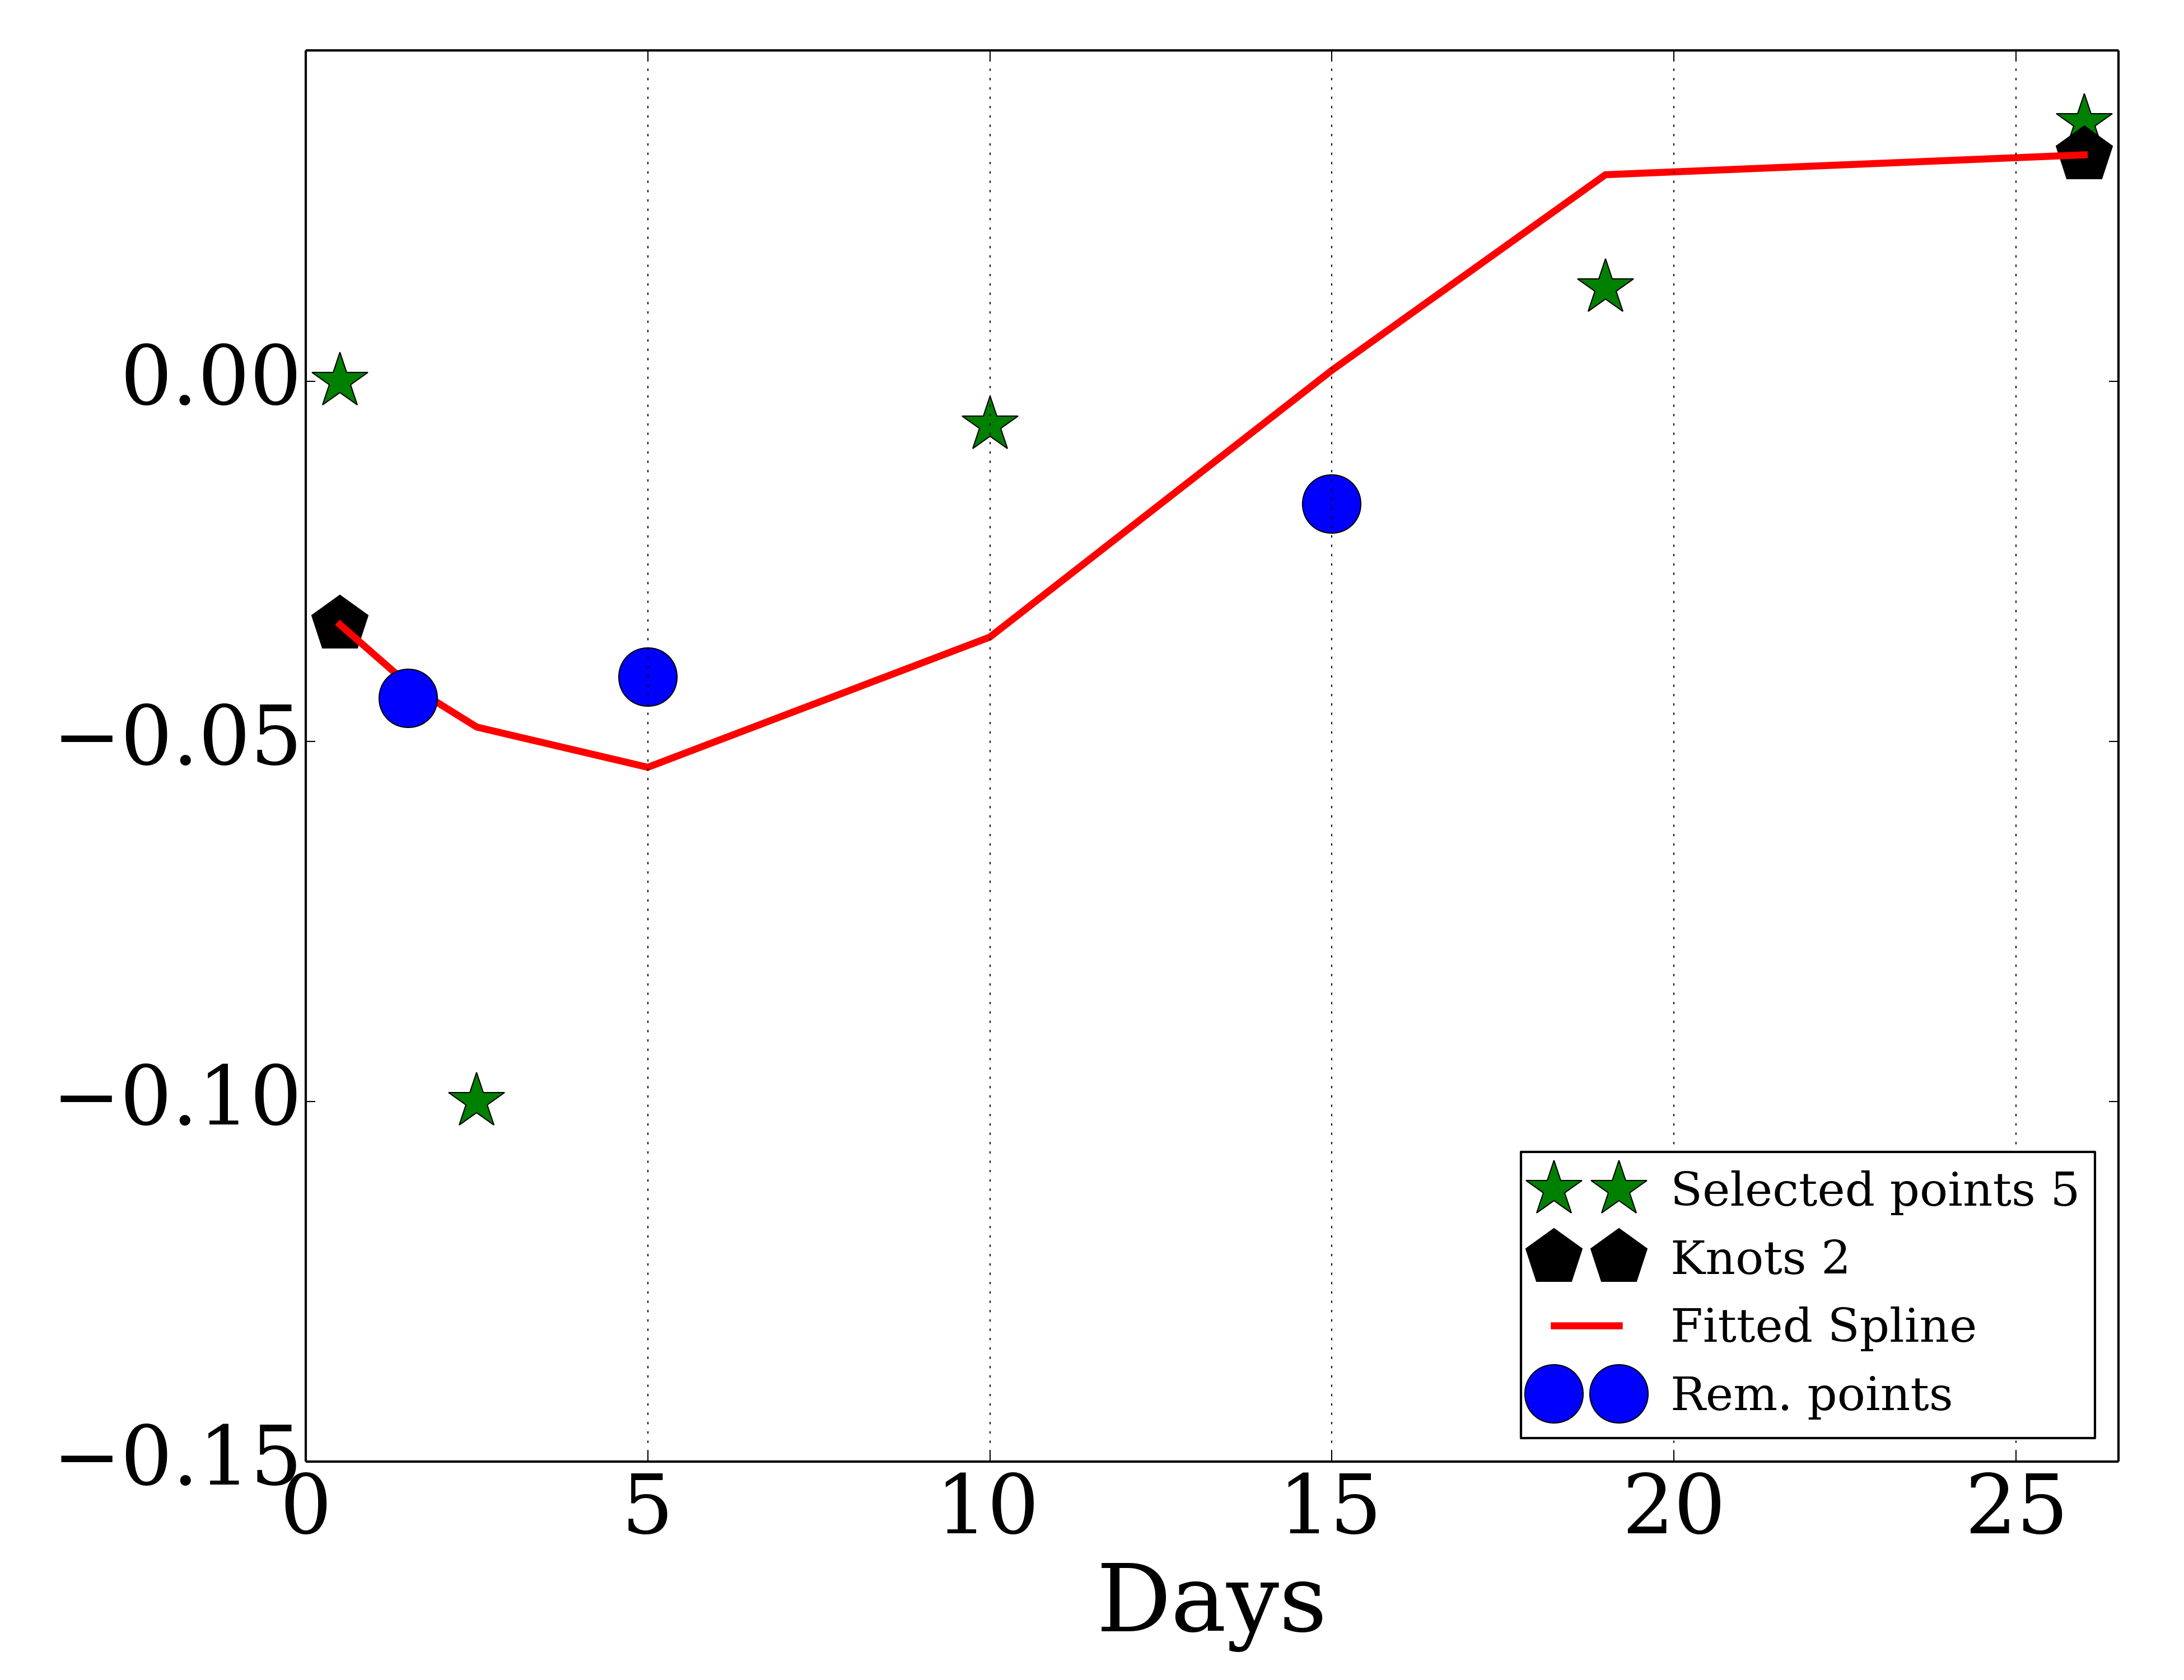 0.00
−0.05
−0.10
−0.15
0 5 10 15 20 25
Days
Selected points 5
Knots 2
Fitted Spline
Rem. points